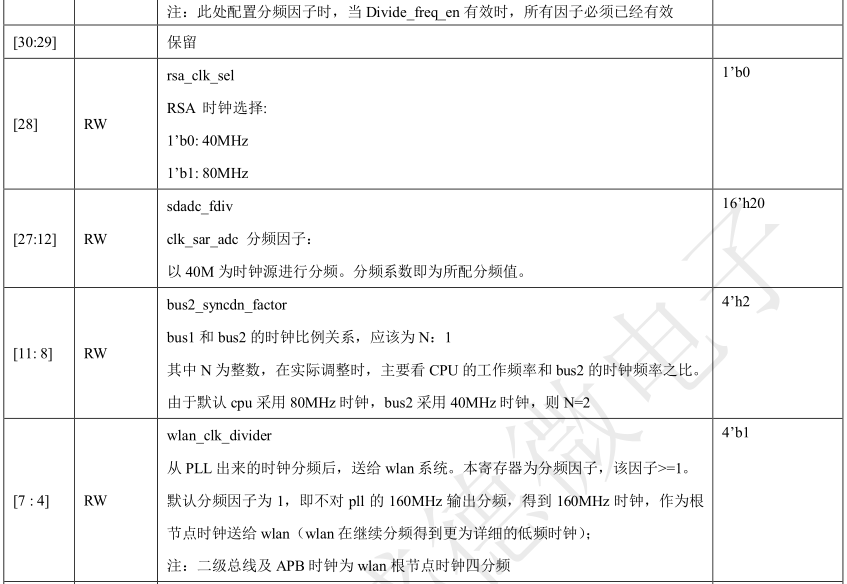 注：此处配置分频因子时，当 Divide_freq_en 有效时，所有因子必须已经有效
[30:29] 保留
[28] RW rsa_clk_sel 1’b0
RSA 时钟选择:
1’b0: 40MHz
1’b1: 80MHz
[27:12] RW sdadc_fdiv 16’h20
clk_sar_adc 分频因子：
以 40M 为时钟源进行分频。分频系数即为所配分频值。
[11: 8] RW bus2_syncdn_factor 4’h2
bus1 和 bus2 的时钟比例关系，应该为 N：1
其中 N 为整数，在实际调整时，主要看 CPU 的工作频率和 bus2 的时钟频率之比。
由于默认 cpu 采用 80MHz 时钟，bus2 采用 40MHz 时钟，则 N=2
[7 : 4] RW wlan_clk_divider 4’b1
从 PLL 出来的时钟分频后，送给 wlan 系统。本寄存器为分频因子，该因子>=1。
默认分频因子为 1，即不对 pll 的 160MHz 输出分频，得到 160MHz 时钟，作为根
节点时钟送给 wlan（wlan 在继续分频得到更为详细的低频时钟）；
注：二级总线及 APB 时钟为 wlan 根节点时钟四分频
德微电子